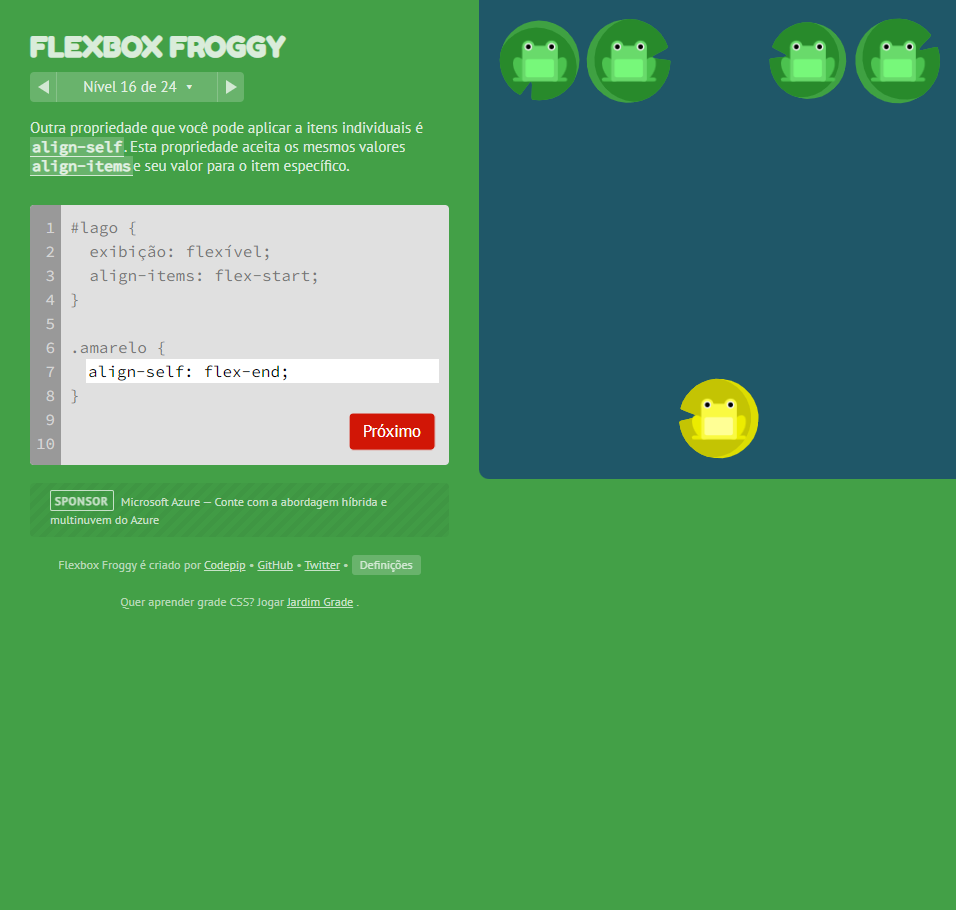 FLEXBOX FROGGY
Nível 16 de 24
Outra propriedade que você pode aplicar a itens individuais é
align-self. Esta propriedade aceita os mesmos valores
align-items e seu valor para o item específico.
1 #lago {
2 exibição: flexível;
3 align-items: flex-start;
4 }
5
6 .amarelo {
7 align-self: flex-end;
8 }
9
10
Próximo
SPONSOR Microsoft Azure — Conte com a abordagem híbrida e
multinuvem do Azure
Flexbox Froggy é criado por Codepip • GitHub • Twitter • Definições
Quer aprender grade CSS? Jogar Jardim Grade .